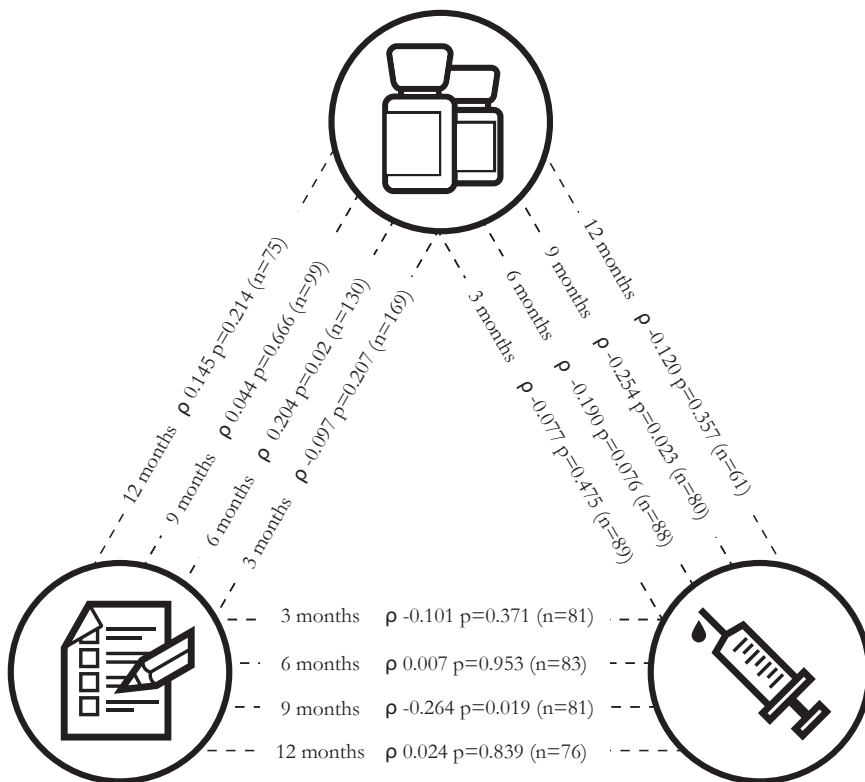 12 months ρ 0.145 p=0.214 (n=75)
9 months ρ 0.044 p=0.666 (n=99)
6 months ρ 0.204 p=0.02 (n=130)
3 months ρ -0.097 p=0.207 (n=169)
3 months ρ -0.077 p=0.475 (n=89)
6 months ρ -0.190 p=0.076 (n=88)
9 months ρ -0.254 p=0.023 (n=80)
12 months ρ -0.120 p=0.357 (n=61)
3 months ρ -0.101 p=0.371 (n=81)
6 months ρ 0.007 p=0.953 (n=83)
9 months ρ -0.264 p=0.019 (n=81)
12 months ρ 0.024 p=0.839 (n=76)